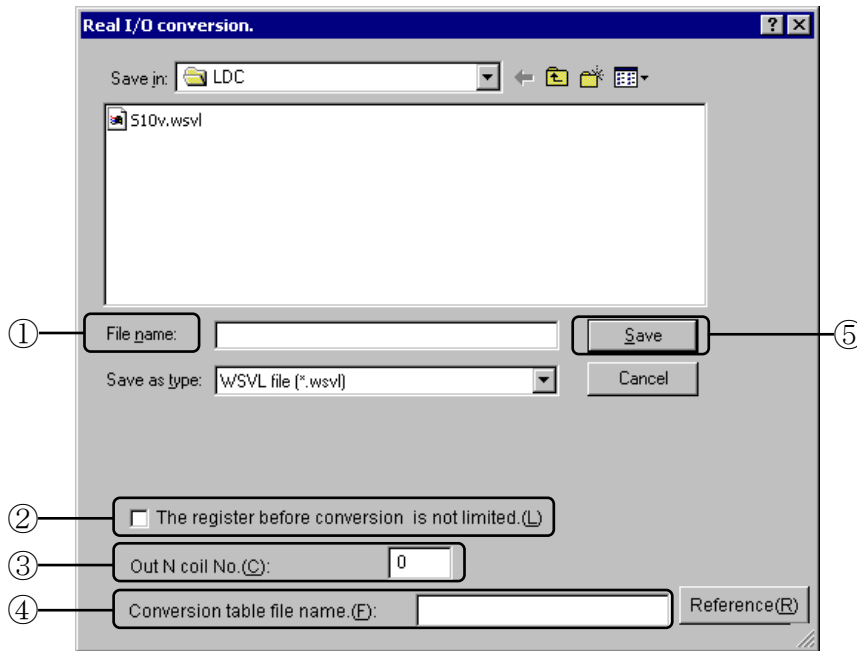 Real I/O conversion.
Save in: LDC
S10v.wsvl
① File name: Save ⑤
Save as type: WSVL file (*.wsvl) Cancel
② The register before conversion is not limited.(L)
③ Out N coil No.(C): 0
④ Conversion table file name.(F): Reference(R)